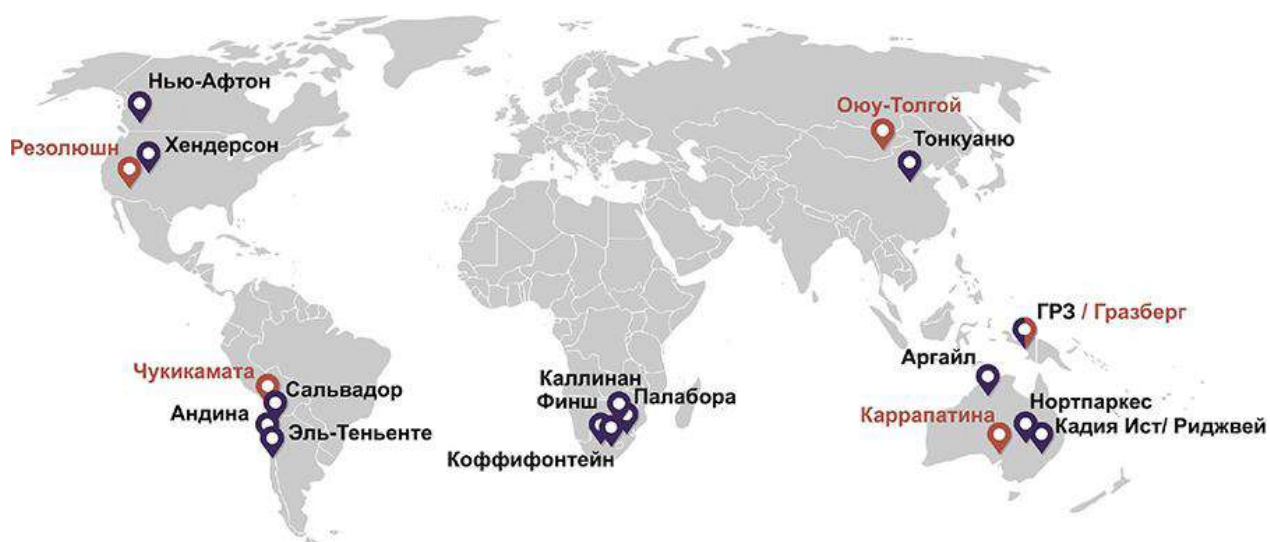 Нью-Афтон
Резолюшн
Хендерсон
Оюу-Толгой
Тонкуаню
ГРЗ / Гразберг
Аргайл
Чукикамата
Сальвадор
Андина
Эль-Теньенте
Каллинан
Финш
Палабора
Коффифонтейн
Нортпаркес
Каррапатина
Кадия Ист/ Риджвей